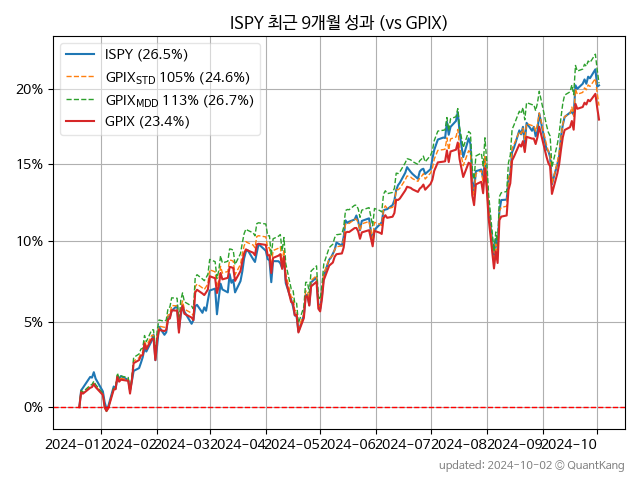 ISPY 최근 9개월 성과 (vs GPIX)
ISPY (26.5%)
GPIXSTD 105% (24.6%)
GPIXMDD 113% (26.7%)
GPIX (23.4%)
20%
15%
10%
5%
0%
2024-01 2024-02 2024-03 2024-04 2024-05 2024-06 2024-07 2024-08 2024-09 2024-10
updated: 2024-10-02 © QuantKang